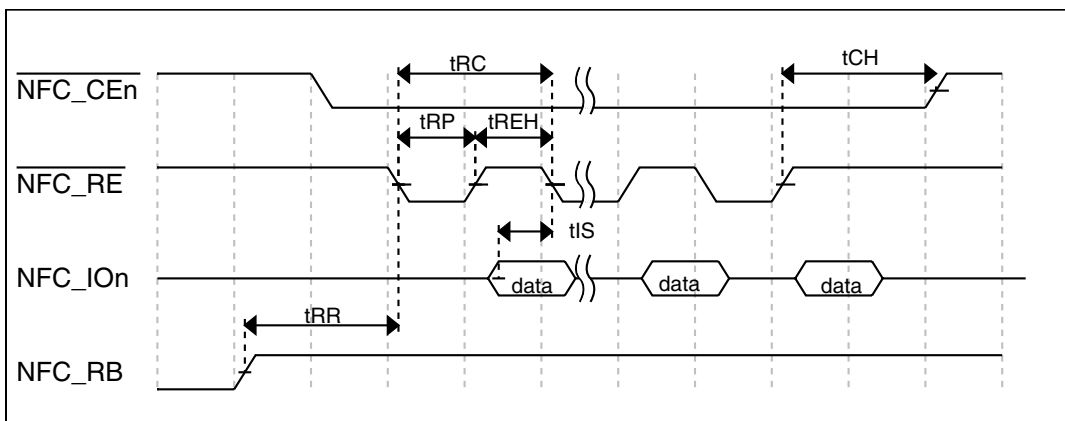 tRC
tCH
NFC_CEn
tRP
tREH
NFC_RE
tIS
NFC_IOn
data
data
data
tRR
NFC_RB